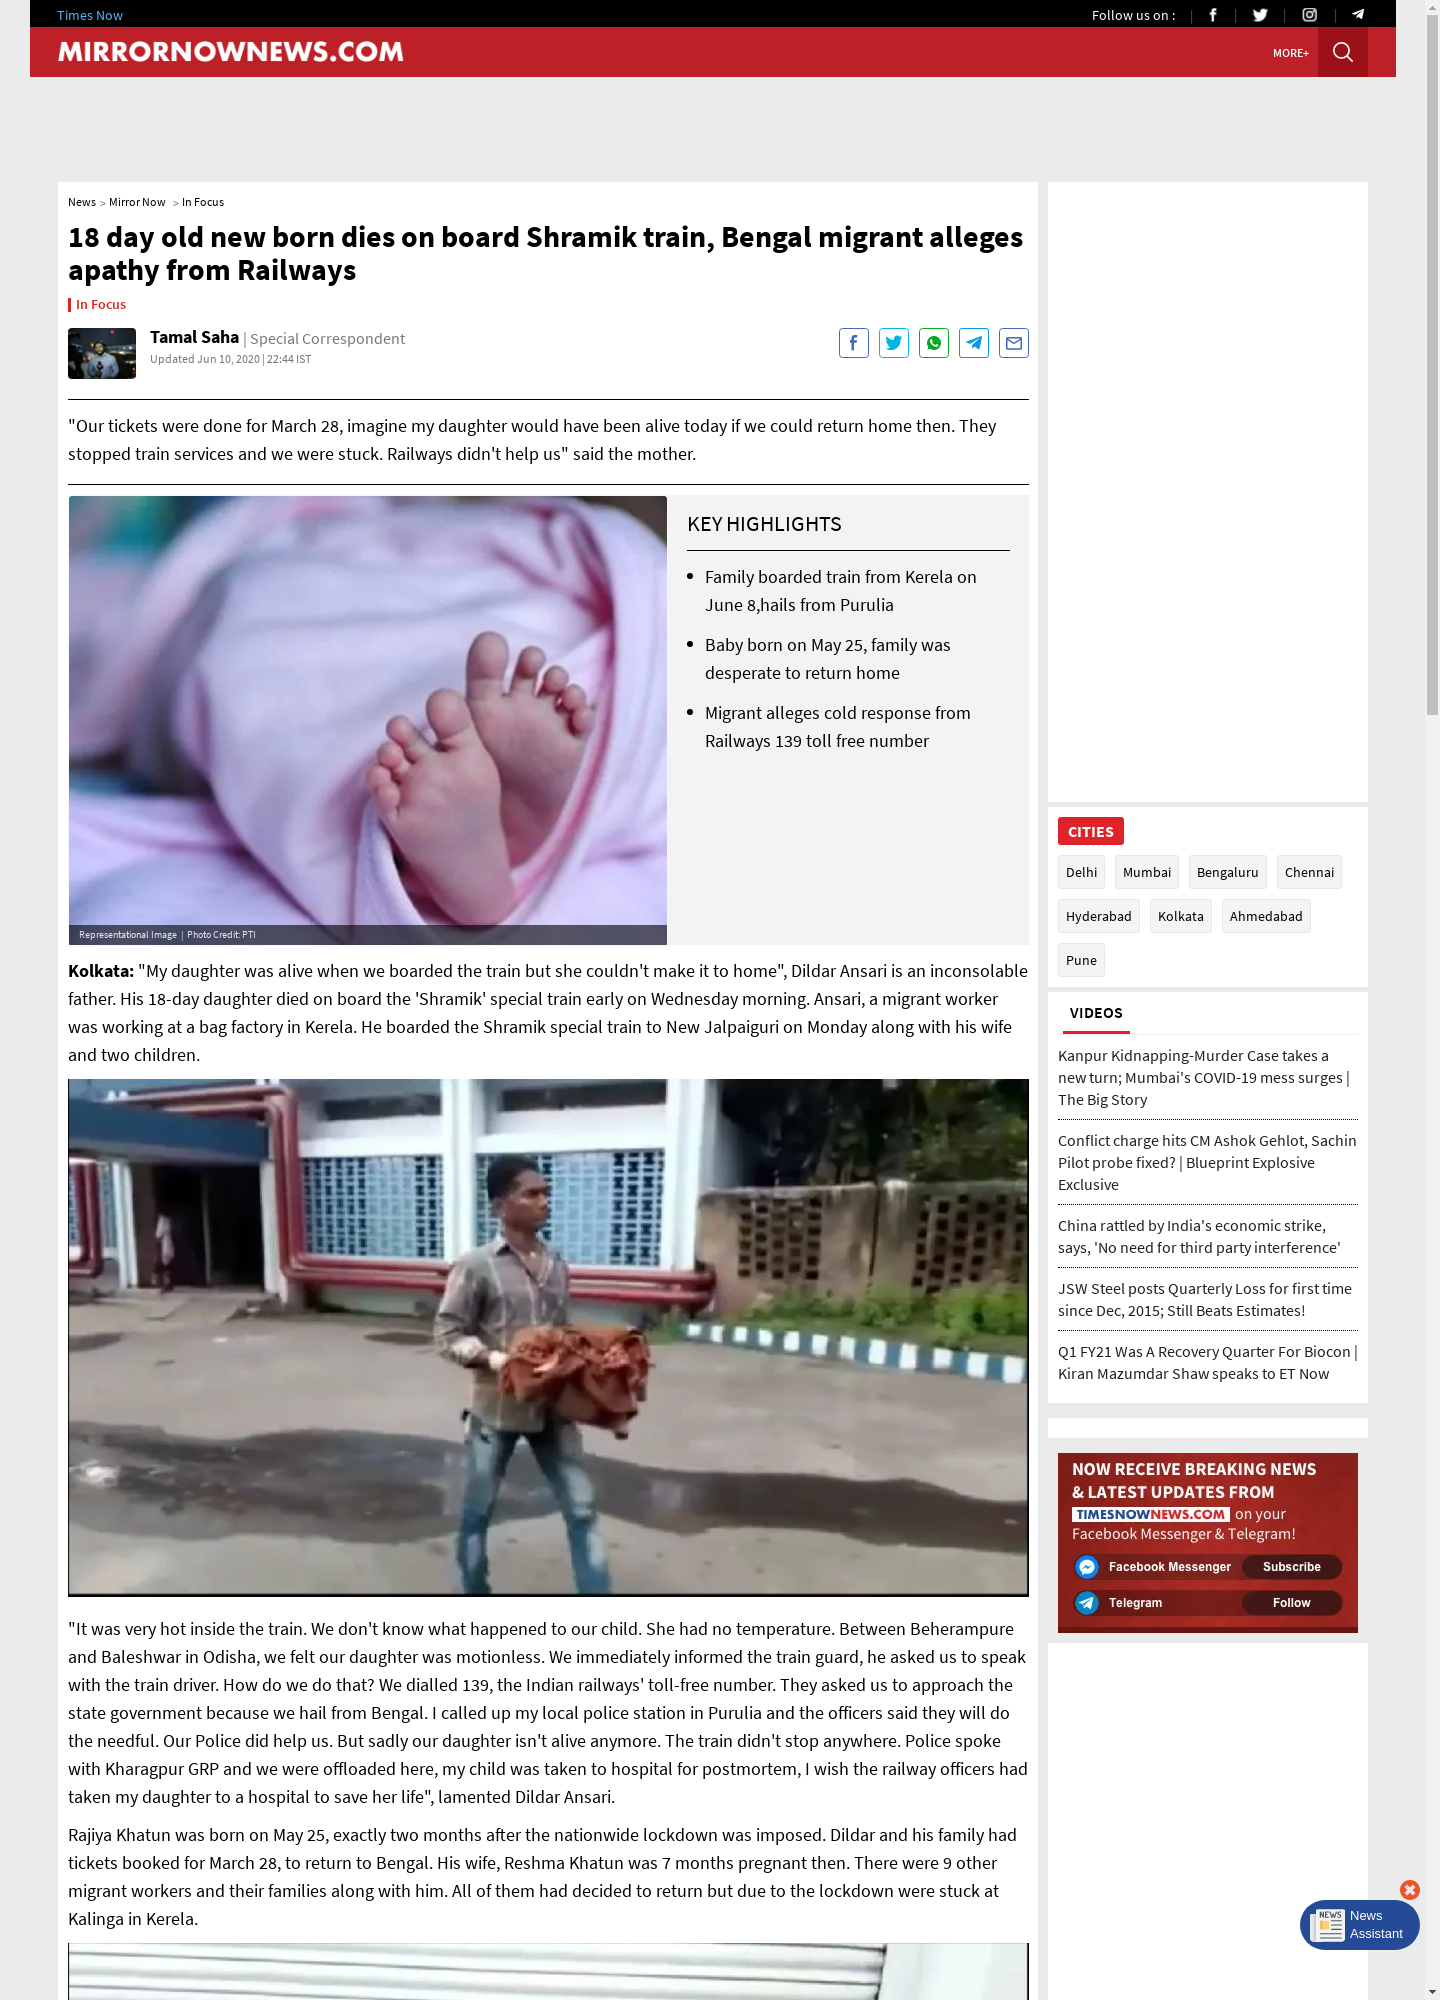 Times Now
Follow us on :
MIRRORNOWNEWS.COM
MORE+
News > Mirror Now > In Focus
18 day old new born dies on board Shramik train, Bengal migrant alleges
apathy from Railways
In Focus
Tamal Saha | Special Correspondent
Updated Jun 10, 2020 | 22:44 IST
"Our tickets were done for March 28, imagine my daughter would have been alive today if we could return home then. They
stopped train services and we were stuck. Railways didn't help us" said the mother.
KEY HIGHLIGHTS
Family boarded train from Kerela on
June 8,hails from Purulia
Baby born on May 25, family was
desperate to return home
Migrant alleges cold response from
Railways 139 toll free number
Representational Image | Photo Credit: PTI
Kolkata: "My daughter was alive when we boarded the train but she couldn't make it to home", Dildar Ansari is an inconsolable
father. His 18-day daughter died on board the 'Shramik' special train early on Wednesday morning. Ansari, a migrant worker
was working at a bag factory in Kerela. He boarded the Shramik special train to New Jalpaiguri on Monday along with his wife
and two children.
"It was very hot inside the train. We don't know what happened to our child. She had no temperature. Between Beherampure
and Baleshwar in Odisha, we felt our daughter was motionless. We immediately informed the train guard, he asked us to speak
with the train driver. How do we do that? We dialled 139, the Indian railways' toll-free number. They asked us to approach the
state government because we hail from Bengal. I called up my local police station in Purulia and the officers said they will do
the needful. Our Police did help us. But sadly our daughter isn't alive anymore. The train didn't stop anywhere. Police spoke
with Kharagpur GRP and we were offloaded here, my child was taken to hospital for postmortem, I wish the railway officers had
taken my daughter to a hospital to save her life", lamented Dildar Ansari.
Rajiya Khatun was born on May 25, exactly two months after the nationwide lockdown was imposed. Dildar and his family had
tickets booked for March 28, to return to Bengal. His wife, Reshma Khatun was 7 months pregnant then. There were 9 other
migrant workers and their families along with him. All of them had decided to return but due to the lockdown were stuck at
Kalinga in Kerela.
CITIES
Delhi Mumbai Bengaluru Chennai
Hyderabad Kolkata Ahmedabad
Pune
VIDEOS
Kanpur Kidnapping-Murder Case takes a
new turn; Mumbai's COVID-19 mess surges |
The Big Story
Conflict charge hits CM Ashok Gehlot, Sachin
Pilot probe fixed? | Blueprint Explosive
Exclusive
China rattled by India's economic strike,
says, 'No need for third party interference'
JSW Steel posts Quarterly Loss for first time
since Dec, 2015; Still Beats Estimates!
Q1 FY21 Was A Recovery Quarter For Biocon |
Kiran Mazumdar Shaw speaks to ET Now
NOW RECEIVE BREAKING NEWS
& LATEST UPDATES FROM
TIMESNOWNEWS.COM on your
Facebook Messenger & Telegram!
Facebook Messenger Subscribe
Telegram Follow
NEWS
News
Assistant